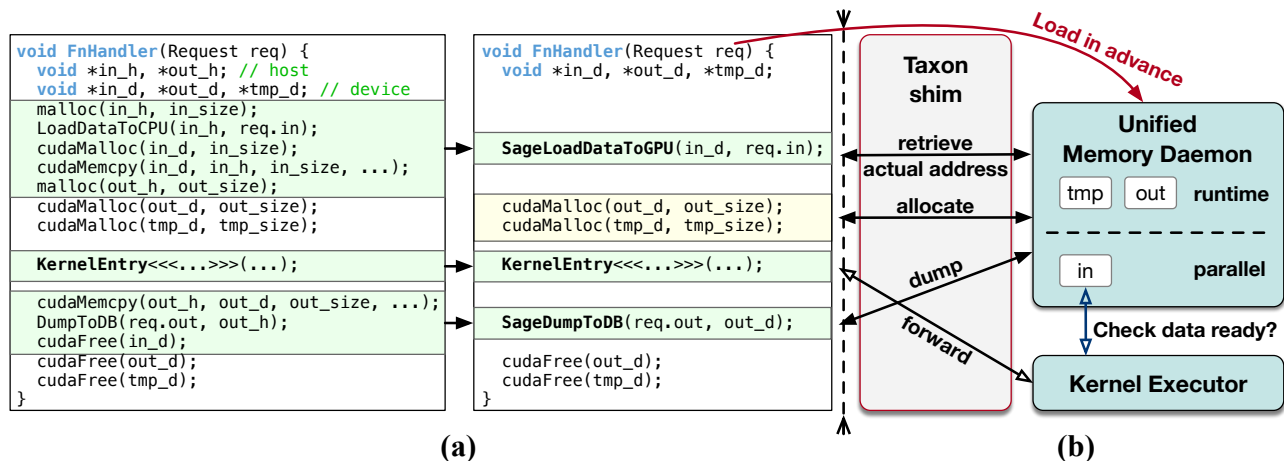 void FnHandler(Request req) {
void *in_h, *out_h; // host
void *in_d, *out_d, *tmp_d; // device
malloc(in_h, in_size);
LoadDataToCPU(in_h, req.in);
cudaMalloc(in_d, in_size);
cudaMemcpy(in_d, in_h, in_size, ...);
malloc(out_h, out_size);
cudaMalloc(out_d, out_size);
cudaMalloc(tmp_d, tmp_size);
KernelEntry<<<...>>>(...);
cudaMemcpy(out_h, out_d, out_size, ...);
DumpToDB(req.out, out_h);
cudaFree(in_d);
cudaFree(out_d);
cudaFree(tmp_d);
}
void FnHandler(Request req) {
void *in_d, *out_d, *tmp_d;
SageLoadDataToGPU(in_d, req.in);
cudaMalloc(out_d, out_size);
cudaMalloc(tmp_d, tmp_size);
KernelEntry<<<...>>>(...);
SageDumpToDB(req.out, out_d);
cudaFree(out_d);
cudaFree(tmp_d);
}
(a)
Taxon
shim
Load in advance
retrieve
actual address
allocate
dump
forward
Unified
Memory Daemon
tmp out runtime
in parallel
Check data ready?
Kernel Executor
(b)